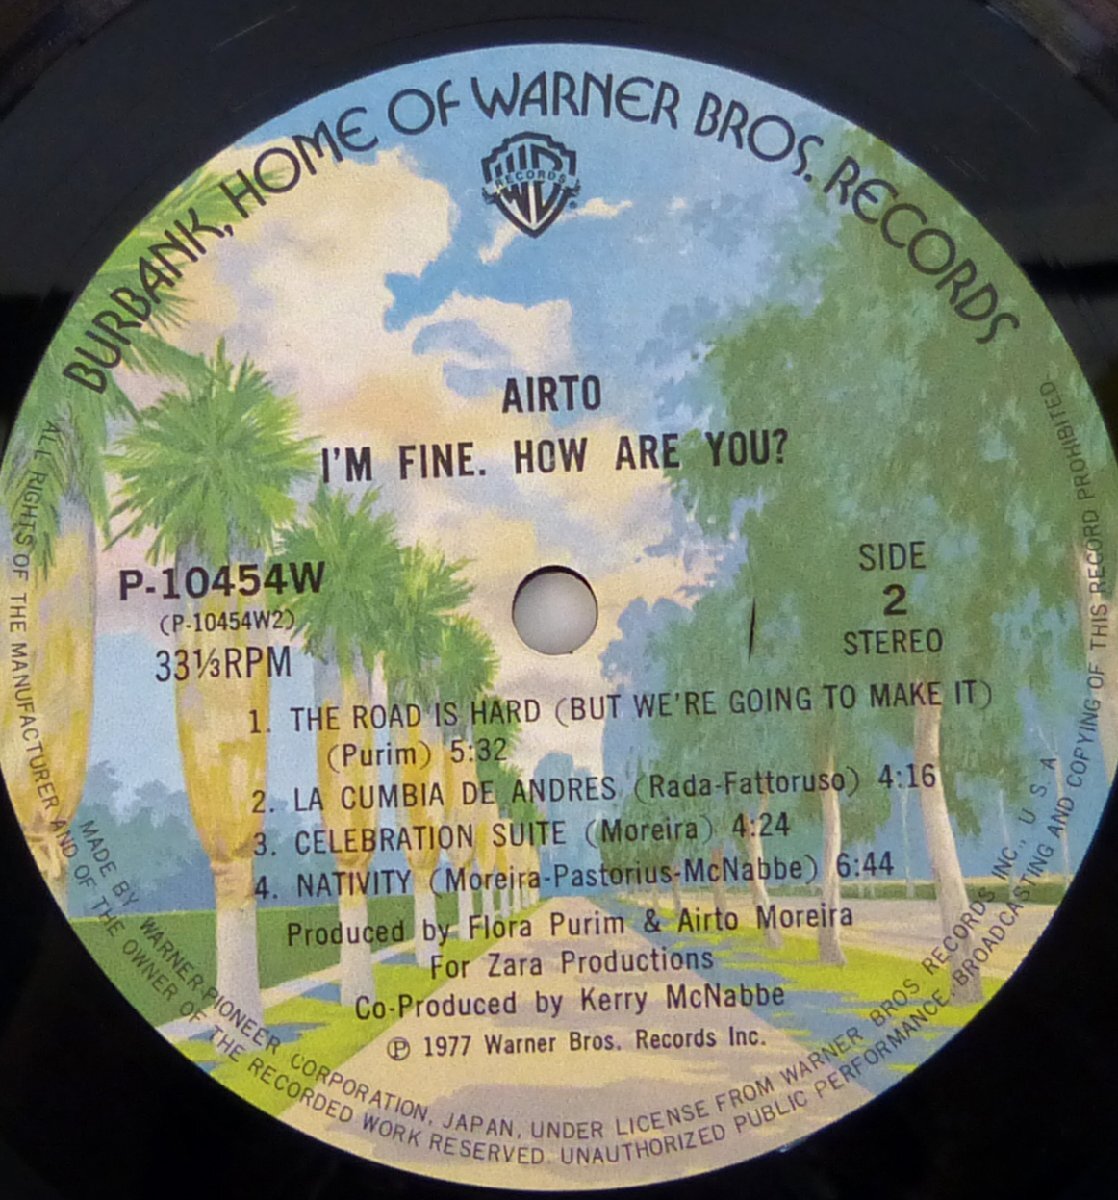 BURBANK, HOME OF WARNER BROS. RECORDS
RECORDS
AIRTO
I'M FINE. HOW ARE YOU?
P-10454W
(P-10454W2)
33⅓RPM
SIDE
2
STEREO
1. THE ROAD IS HARD (BUT WE'RE GOING TO MAKE IT)
(Purim) 5:32
2. LA CUMBIA DE ANDRES (Rada-Fattoruso) 4:16
3. CELEBRATION SUITE (Moreira) 4:24
4. NATIVITY (Moreira-Pastorius-McNabbe) 6:44
Produced by Flora Purim & Airto Moreira
For Zara Productions
Co-Produced by Kerry McNabbe
℗ 1977 Warner Bros. Records Inc.
MADE BY WARNER-PIONEER CORPORATION, JAPAN, UNDER LICENSE FROM WARNER BROS RECORDS INC., U S. A
ALL RIGHTS OF THE MANUFACTURER AND OF THE OWNER OF THE RECORDED WORK RESERVED. UNAUTHORIZED PUBLIC PERFORMANCE. BROADCASTING AND COPYING OF THIS RECORD PROHIBITED.